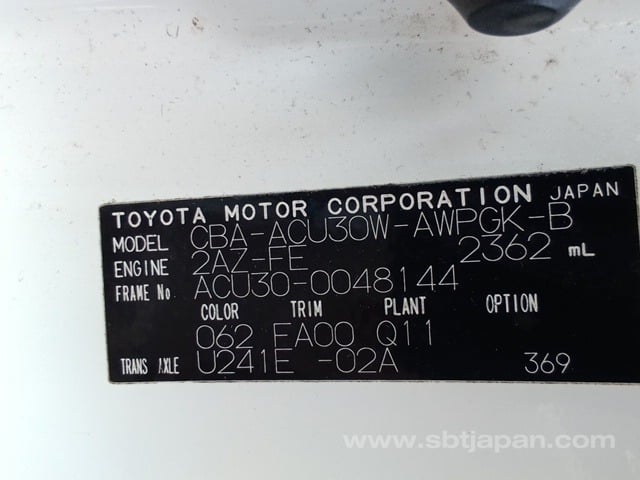 TOYOTA MOTOR CORPORATION JAPAN
MODEL CBA-ACU30W-AWPGK-B
ENGINE 2AZ-FE 2362 mL
FRAME No ACU30-0048144
COLOR TRIM PLANT OPTION
062 FA00 Q11
TRANS AXLE U241E -02A 369
www.sbtjapan.com